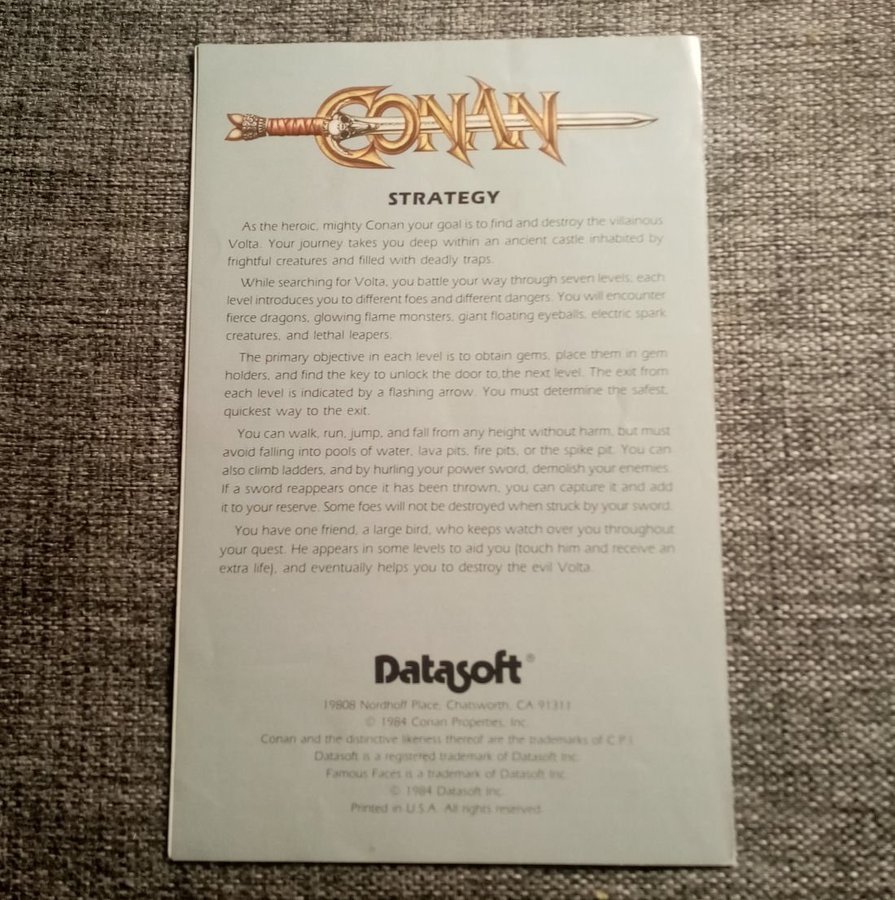 CONAN
STRATEGY
As the heroic, mighty Conan your goal is to find and destroy the villainous
Volta. Your journey takes you deep within an ancient castle inhabited by
frightful creatures and filled with deadly traps.
While searching for Volta, you battle your way through seven levels, each
level introduces you to different foes and different dangers. You will encounter
fierce dragons, glowing flame monsters, giant floating eyeballs, electric spark
creatures, and lethal leapers.
The primary objective in each level is to obtain gems, place them in gem
holders, and find the key to unlock the door to the next level. The exit from
each level is indicated by a flashing arrow. You must determine the safest,
quickest way to the exit.
You can walk, run, jump, and fall from any height without harm, but must
avoid falling into pools of water, lava pits, fire pits, or the spike pit. You can
also climb ladders, and by hurling your power sword, demolish your enemies.
If a sword reappears once it has been thrown, you can capture it and add
it to your reserve. Some foes will not be destroyed when struck by your sword.
You have one friend, a large bird, who keeps watch over you throughout
your quest. He appears in some levels to aid you (touch him and receive an
extra life), and eventually helps you to destroy the evil Volta.
Datasoft®
19808 Nordhoff Place, Chatsworth, CA 91311
© 1984 Conan Properties, Inc.
Conan and the distinctive likeness thereof are the trademarks of C.P.I.
Datasoft is a registered trademark of Datasoft Inc.
Famous Faces is a trademark of Datasoft Inc.
© 1984 Datasoft Inc.
Printed in U.S.A. All rights reserved.